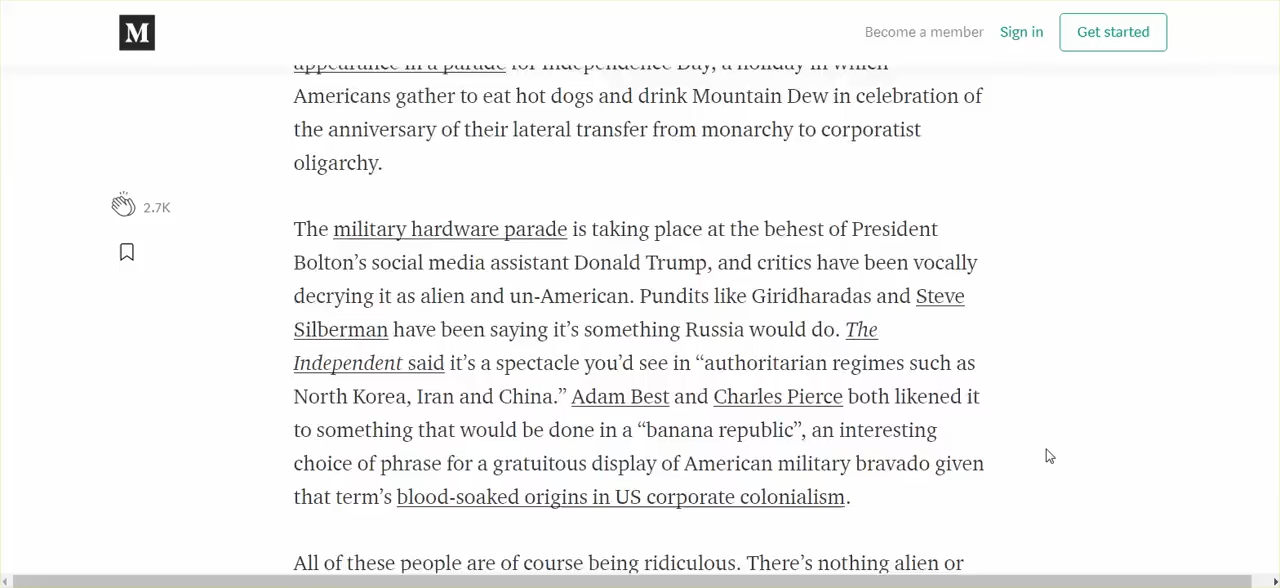 M
Become a member
Sign in
Get started
appearance in a parade for Independence Day, a holiday in which
Americans gather to eat hot dogs and drink Mountain Dew in celebration of
the anniversary of their lateral transfer from monarchy to corporatist
oligarchy.
2.7K
The military hardware parade is taking place at the behest of President
Bolton’s social media assistant Donald Trump, and critics have been vocally
decrying it as alien and un-American. Pundits like Giridharadas and Steve
Silberman have been saying it’s something Russia would do. The
Independent said it’s a spectacle you’d see in “authoritarian regimes such as
North Korea, Iran and China.” Adam Best and Charles Pierce both likened it
to something that would be done in a “banana republic”, an interesting
choice of phrase for a gratuitous display of American military bravado given
that term’s blood-soaked origins in US corporate colonialism.
All of these people are of course being ridiculous. There’s nothing alien or